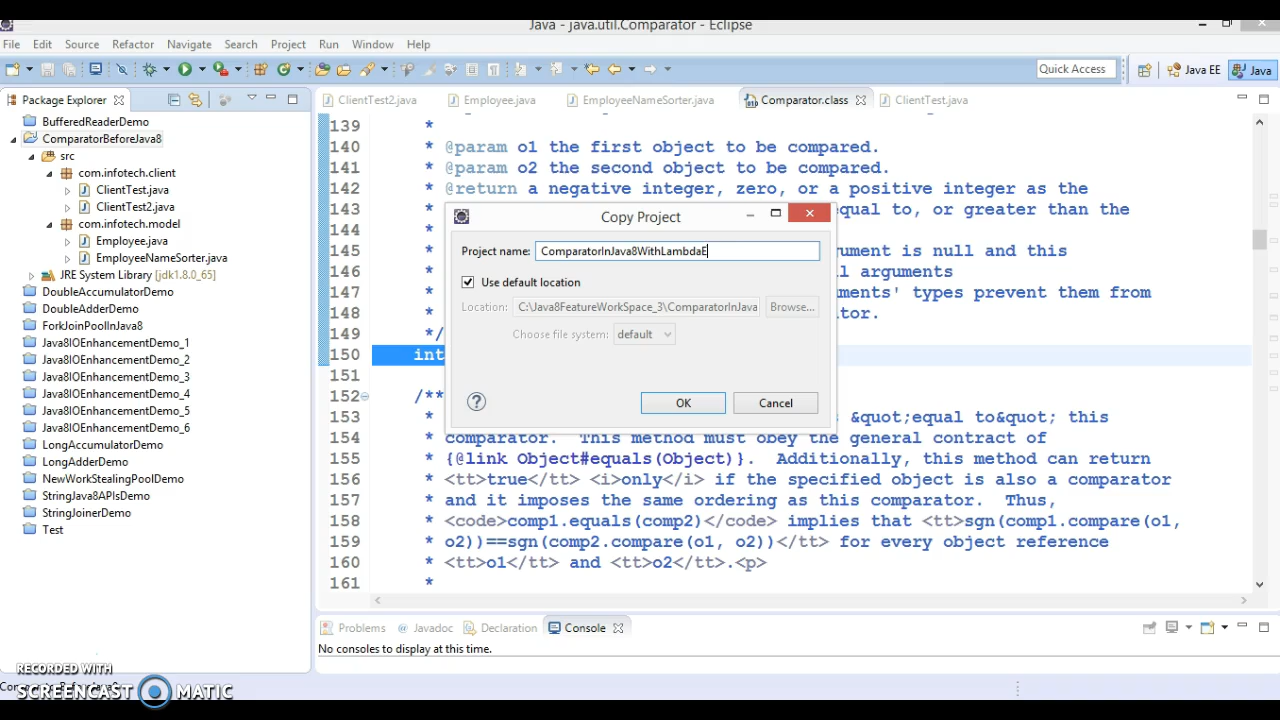 Java - java.util.Comparator - Eclipse
File Edit Source Refactor Navigate Search Project Run Window Help
Quick Access Java EE Java
Package Explorer
BufferedReaderDemo
ComparatorBeforeJava8
src
com.infotech.client
ClientTest.java
ClientTest2.java
com.infotech.model
Employee.java
EmployeeNameSorter.java
JRE System Library [jdk1.8.0_65]
DoubleAccumulatorDemo
DoubleAdderDemo
ForkJoinPoolInJava8
Java8IOEnhancementDemo_1
Java8IOEnhancementDemo_2
Java8IOEnhancementDemo_3
Java8IOEnhancementDemo_4
Java8IOEnhancementDemo_5
Java8IOEnhancementDemo_6
LongAccumulatorDemo
LongAdderDemo
NewWorkStealingPoolDemo
StringJava8APIsDemo
StringJoinerDemo
Test
ClientTest2.java Employee.java EmployeeNameSorter.java Comparator.class ClientTest.java
139 *
140 * @param o1 the first object to be compared.
141 * @param o2 the second object to be compared.
142 * @return a negative integer, zero, or a positive integer as the
143 * equal to, or greater than the
144 *
145 * is null and this
146 * arguments
147 * types prevent them from
148 *
149 */
150 int
151
152 /**
153 * &quot;equal to&quot; this
154 * comparator. This method must obey the general contract of
155 * {@link Object#equals(Object)}. Additionally, this method can return
156 * <tt>true</tt> <i>only</i> if the specified object is also a comparator
157 * and it imposes the same ordering as this comparator. Thus,
158 * <code>comp1.equals(comp2)</code> implies that <tt>sgn(comp1.compare(o1,
159 * o2))==sgn(comp2.compare(o1, o2))</tt> for every object reference
160 * <tt>o1</tt> and <tt>o2</tt>.<p>
161 *
Copy Project
Project name: ComparatorInJava8WithLambdaE
Use default location
Location: C:\Java8FeatureWorkSpace_3\ComparatorInJava Browse...
Choose file system: default
OK Cancel
Problems Javadoc Declaration Console
No consoles to display at this time.
RECORDED WITH
SCREENCAST MATIC